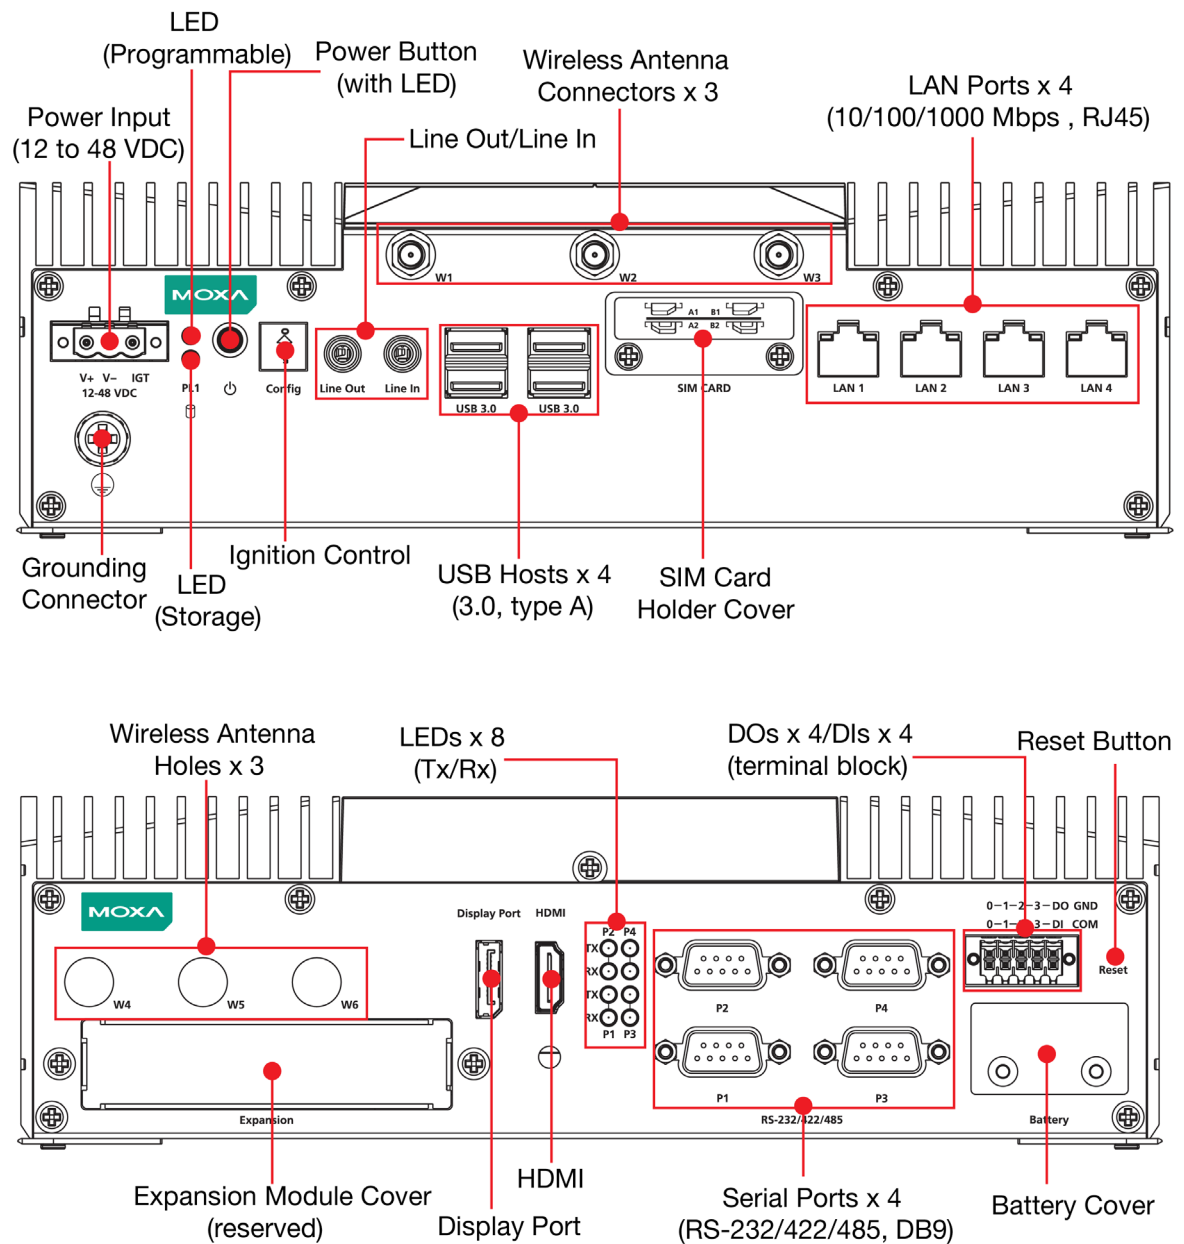 LED
(Programmable)
Power Button
(with LED)
Wireless Antenna
Connectors x 3
LAN Ports x 4
(10/100/1000 Mbps , RJ45)
Power Input
(12 to 48 VDC)
Line Out/Line In
W1
W2
W3
MOXA
A1 B1
A2 B2
V+ V− IGT
12-48 VDC
PL1
Config
Line Out
Line In
USB 3.0
USB 3.0
SIM CARD
LAN 1
LAN 2
LAN 3
LAN 4
Grounding
Connector
LED
(Storage)
Ignition Control
USB Hosts x 4
(3.0, type A)
SIM Card
Holder Cover
Wireless Antenna
Holes x 3
LEDs x 8
(Tx/Rx)
DOs x 4/DIs x 4
(terminal block)
Reset Button
MOXA
Display Port
HDMI
P2 P4
TX
RX
TX
RX
P1 P3
0−1−2−3−DO GND
0−1− 3−DI COM
Reset
W4
W5
W6
P2
P4
P1
P3
Expansion
RS-232/422/485
Battery
Expansion Module Cover
(reserved)
Display Port
HDMI
Serial Ports x 4
(RS-232/422/485, DB9)
Battery Cover